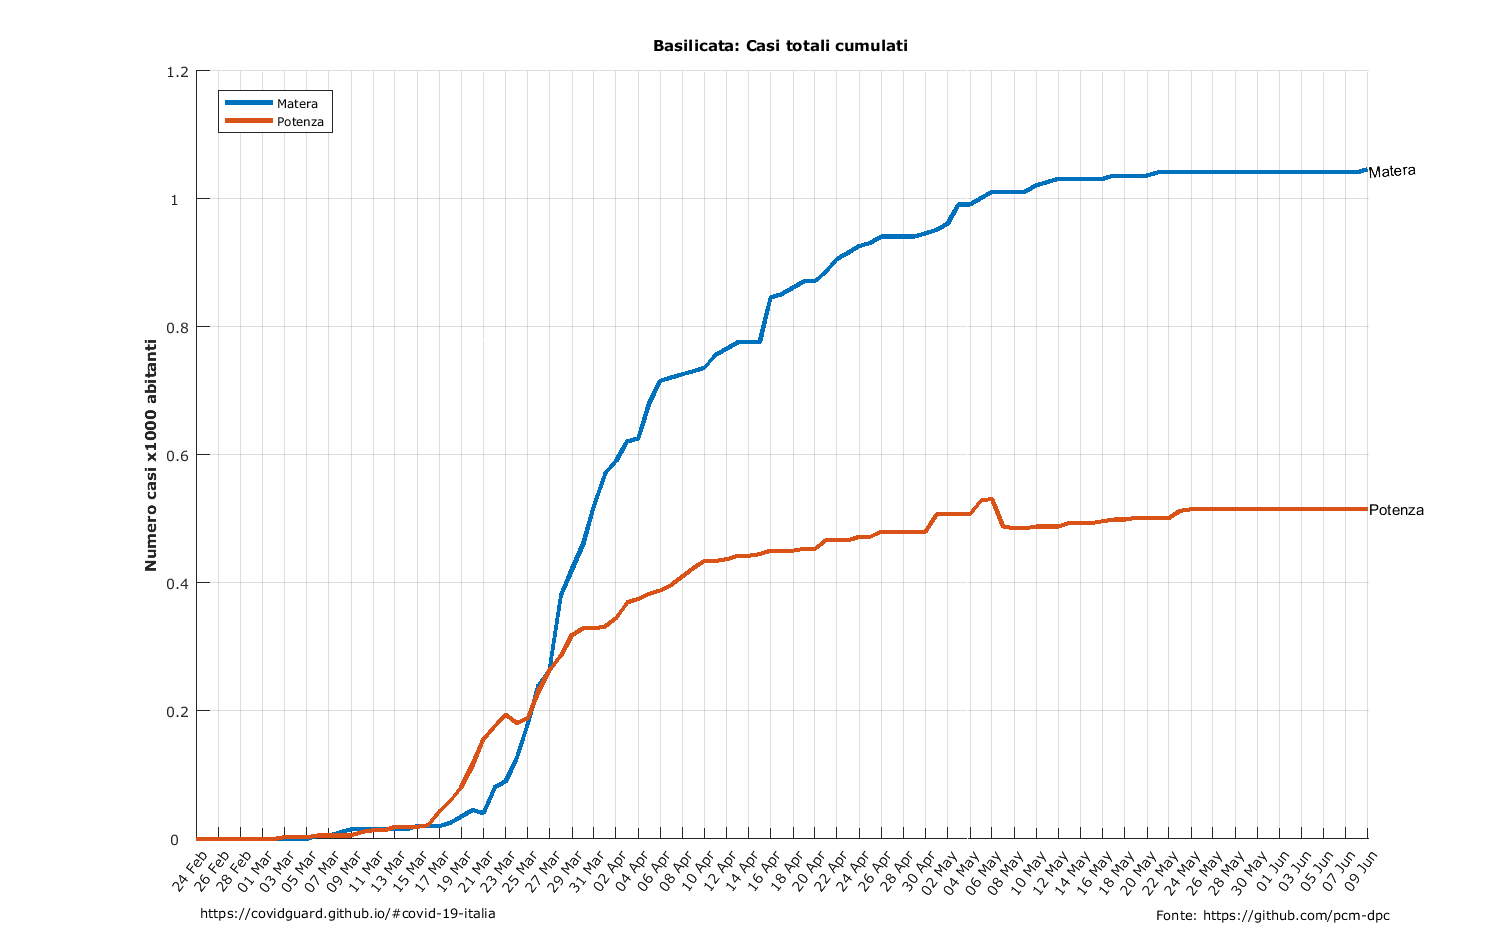 Basilicata: Casi totali cumulati
Numero casi x1000 abitanti
1.2
1
0.8
0.6
0.4
0.2
0
Matera
Potenza
Matera
Potenza
24 Feb
26 Feb
28 Feb
01 Mar
03 Mar
05 Mar
07 Mar
09 Mar
11 Mar
13 Mar
15 Mar
17 Mar
19 Mar
21 Mar
23 Mar
25 Mar
27 Mar
29 Mar
31 Mar
02 Apr
04 Apr
06 Apr
08 Apr
10 Apr
12 Apr
14 Apr
16 Apr
18 Apr
20 Apr
22 Apr
24 Apr
26 Apr
28 Apr
30 Apr
02 May
04 May
06 May
08 May
10 May
12 May
14 May
16 May
18 May
20 May
22 May
24 May
26 May
28 May
30 May
01 Jun
03 Jun
05 Jun
07 Jun
09 Jun
https://covidguard.github.io/#covid-19-italia
Fonte: https://github.com/pcm-dpc